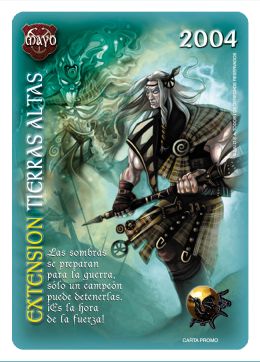 mayo
2004
EXTENSION TIERRAS ALTAS
Las sombras
se preparan
para la guerra,
sólo un campeón
puede detenerlas.
¡Es la hora
de la fuerza!
CARTA PROMO